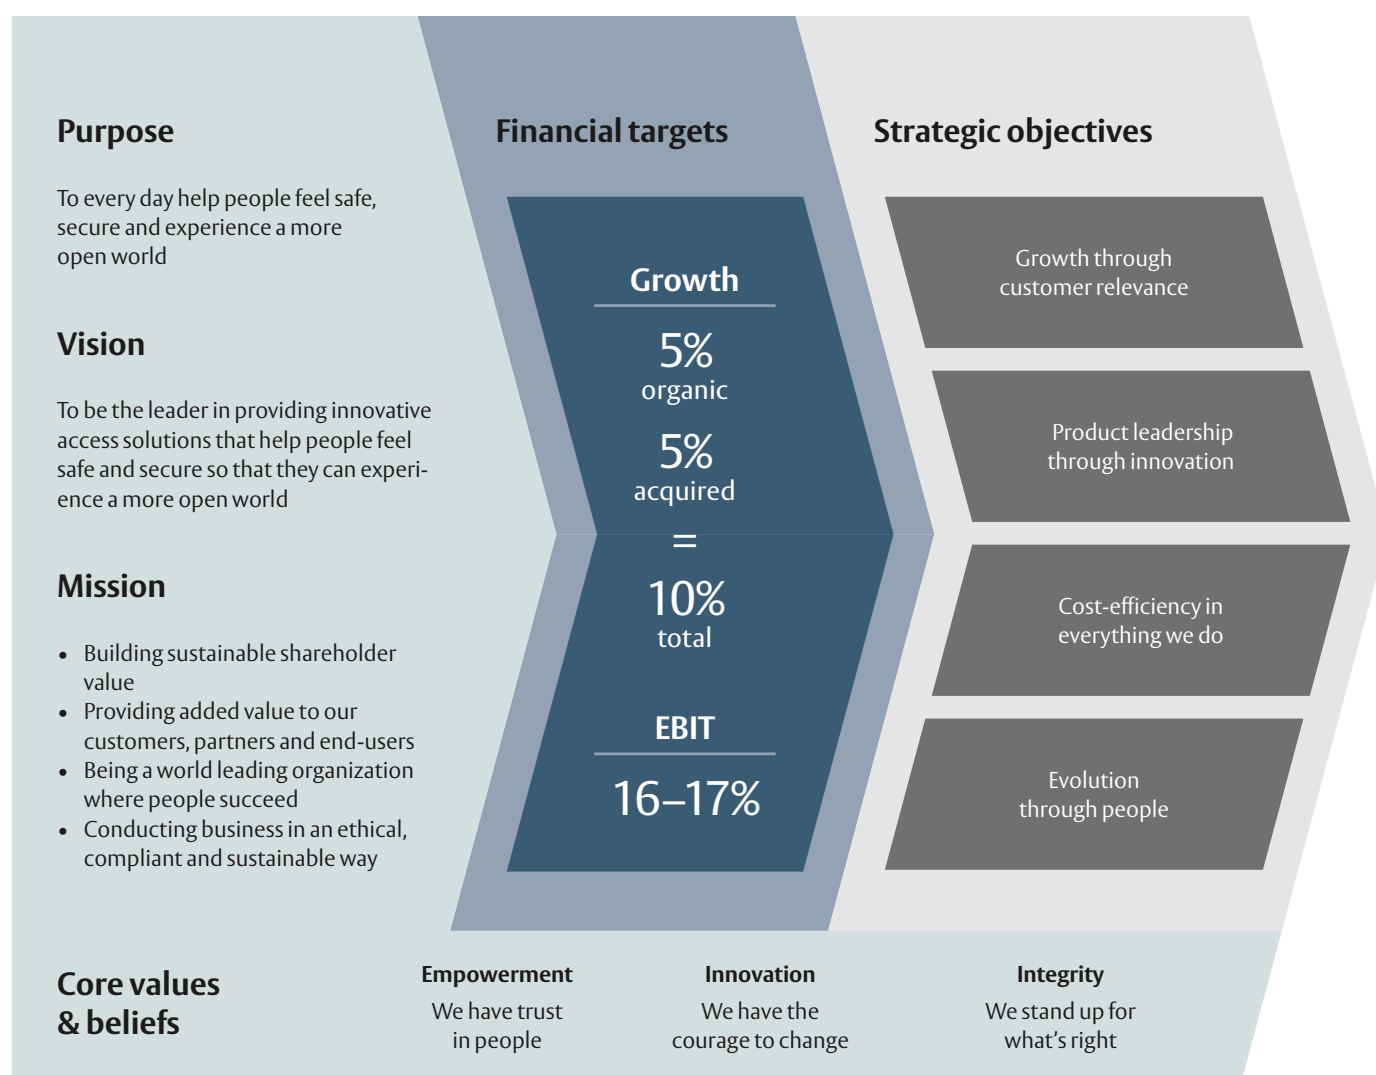 Purpose
To every day help people feel safe,
secure and experience a more
open world
Vision
To be the leader in providing innovative
access solutions that help people feel
safe and secure so that they can experi-
ence a more open world
Mission
• Building sustainable shareholder
value
• Providing added value to our
customers, partners and end-users
• Being a world leading organization
where people succeed
• Conducting business in an ethical,
compliant and sustainable way
Financial targets
Growth
5%
organic
5%
acquired
=
10%
total
EBIT
16–17%
Strategic objectives
Growth through
customer relevance
Product leadership
through innovation
Cost-efficiency in
everything we do
Evolution
through people
Core values
& beliefs
Empowerment
We have trust
in people
Innovation
We have the
courage to change
Integrity
We stand up for
what’s right